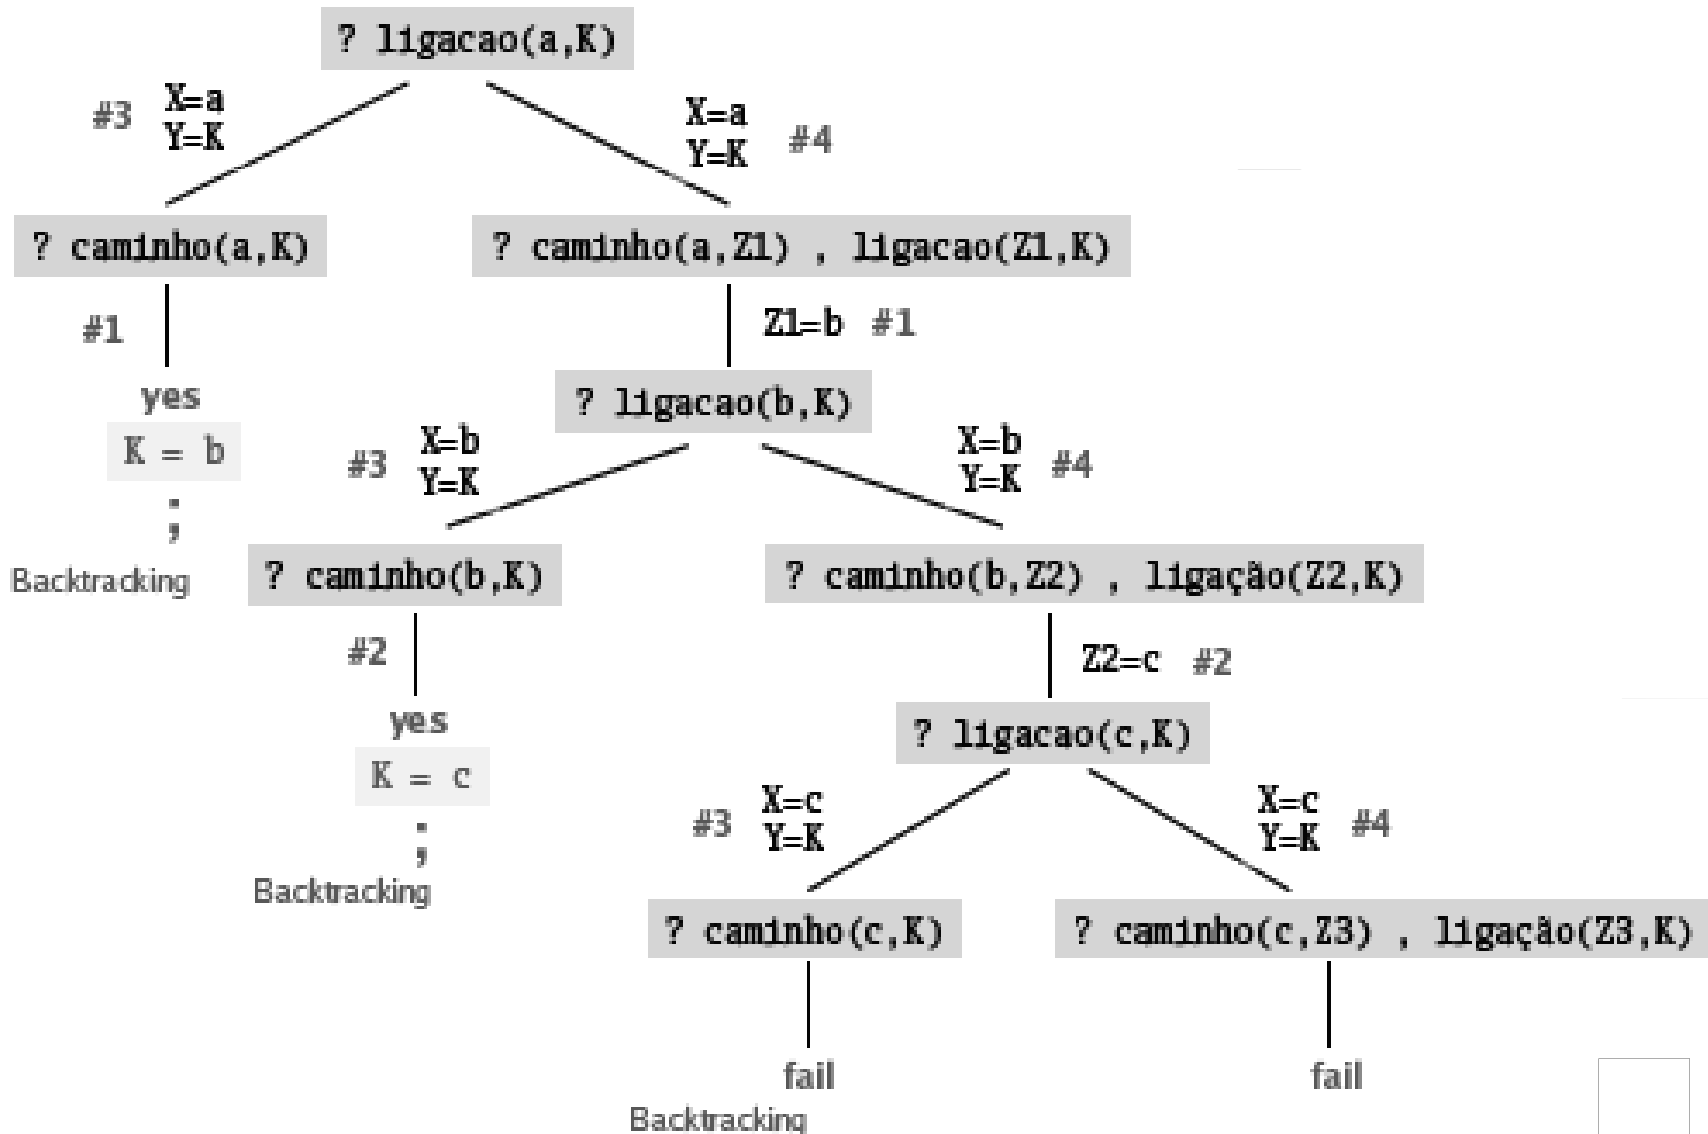 ? ligacao(a,K)
#3
X=a
Y=K
X=a
Y=K
#4
? caminho(a,K)
? caminho(a,Z1) , ligacao(Z1,K)
#1
Z1=b #1
yes
K = b
;
Backtracking
? ligacao(b,K)
#3
X=b
Y=K
X=b
Y=K
#4
? caminho(b,K)
? caminho(b,Z2) , ligação(Z2,K)
#2
Z2=c #2
yes
K = c
;
Backtracking
? ligacao(c,K)
#3
X=c
Y=K
X=c
Y=K
#4
? caminho(c,K)
? caminho(c,Z3) , ligação(Z3,K)
fail
fail
Backtracking